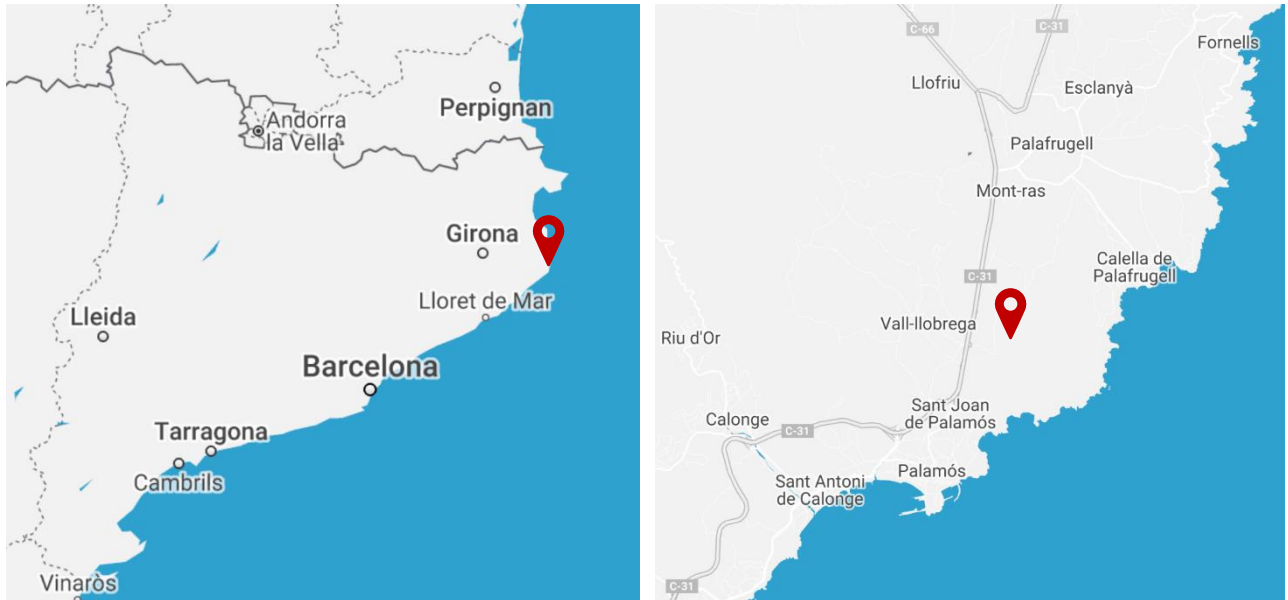 Perpignan
Andorra
la Vella
Girona
Lloret de Mar
Lleida
Barcelona
Tarragona
Cambrils
Vinaròs
C-66
C-31
Fornells
Llofriu
Esclanyà
Palafrugell
Mont-ras
Calella de
Palafrugell
C-31
Vall-llobrega
Riu d'Or
Sant Joan
de Palamós
Calonge
C-31
Palamós
Sant Antoni
de Calonge
C-31